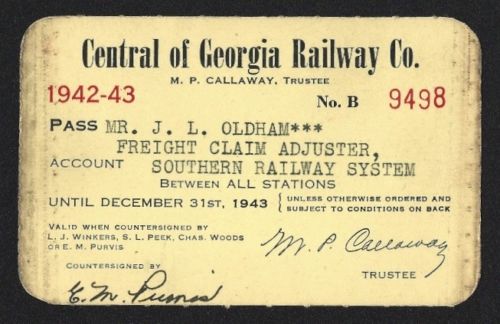 Central of Georgia Railway Co.
M. P. CALLAWAY, TRUSTEE
1942-43 No. B 9498
PASS MR. J. L. OLDHAM***
FREIGHT CLAIM ADJUSTER,
ACCOUNT SOUTHERN RAILWAY SYSTEM
BETWEEN ALL STATIONS
UNTIL DECEMBER 31ST, 1943 { UNLESS OTHERWISE ORDERED AND
SUBJECT TO CONDITIONS ON BACK
VALID WHEN COUNTERSIGNED BY
L. J. WINKERS, S. L. PEEK, CHAS. WOODS
OR E. M. PURVIS
M. P. Callaway
COUNTERSIGNED BY TRUSTEE
E. M. Purvis